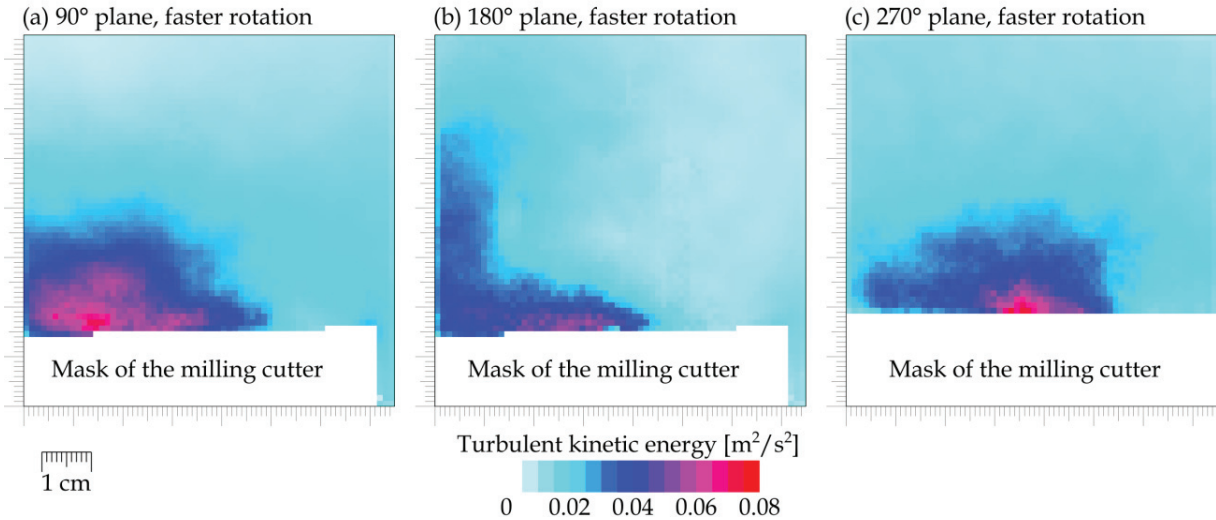 (a) 90° plane, faster rotation
(b) 180° plane, faster rotation
(c) 270° plane, faster rotation
Mask of the milling cutter
Mask of the milling cutter
Mask of the milling cutter
Turbulent kinetic energy [m²/s²]
0 0.02 0.04 0.06 0.08
1 cm